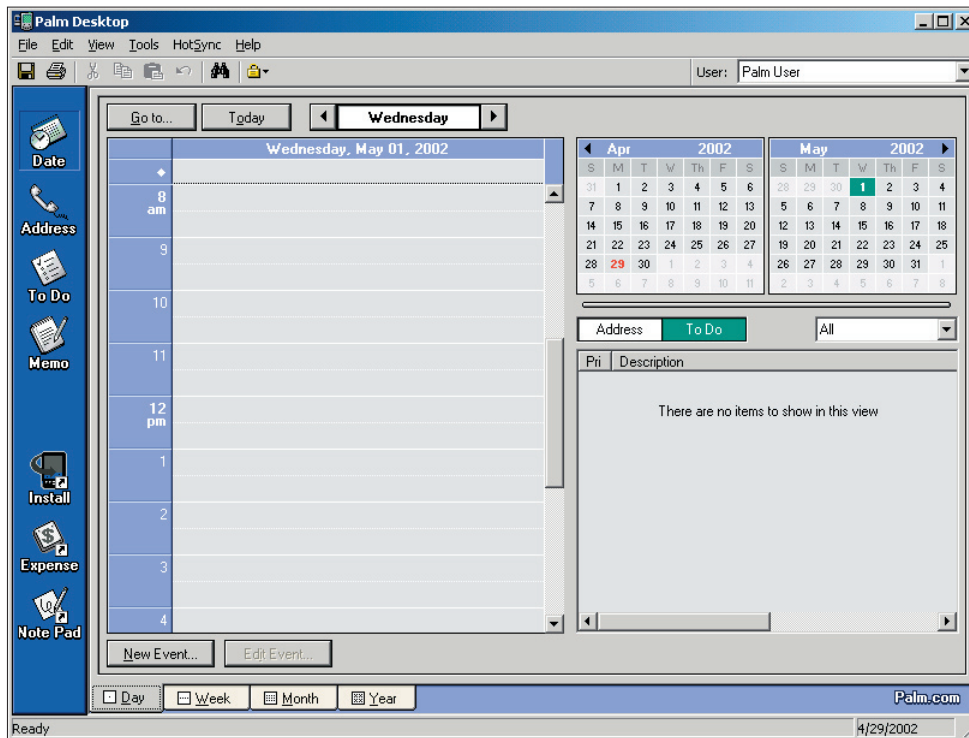 Palm Desktop
File Edit View Tools HotSync Help
User: Palm User
Go to... Today Wednesday
Date
Address
To Do
Memo
Install
Expense
Note Pad
Wednesday, May 01, 2002
8 am
9
10
11
12 pm
1
2
3
4
New Event... Edit Event...
Apr 2002
S M T W Th F S
31 1 2 3 4 5 6
7 8 9 10 11 12 13
14 15 16 17 18 19 20
21 22 23 24 25 26 27
28 29 30 1 2 3 4
5 6 7 8 9 10 11
May 2002
S M T W Th F S
28 29 30 1 2 3 4
5 6 7 8 9 10 11
12 13 14 15 16 17 18
19 20 21 22 23 24 25
26 27 28 29 30 31 1
2 3 4 5 6 7 8
Address To Do All
Pri Description
There are no items to show in this view
Day Week Month Year
Palm.com
Ready 4/29/2002